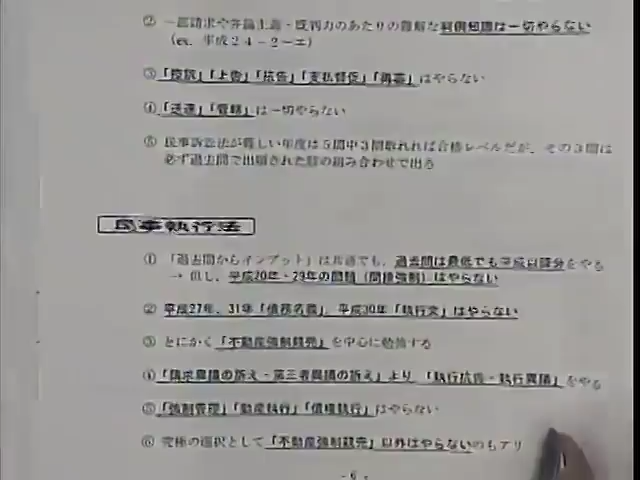 ② 一部請求や弁論主義・既判力のあたりの難解な判例知識は一切やらない
(ex. 平成24-2-エ)
③「控訴」「上告」「抗告」「支払督促」「再審」はやらない
④「送達」「管轄」は一切やらない
⑤ 民事訴訟法が難しい年度は5問中3問取れれば合格レベルだが、その3問は
必ず過去問で出題された肢の組み合わせで出る
民事執行法
①「過去問からインプット」は共通でも、過去問は最低でも平成以降分をやる
→ 但し、平成20年・29年の問題(間接強制)はやらない
② 平成27年、31年「債務名義」、平成30年「執行文」はやらない
③ とにかく「不動産強制競売」を中心に勉強する
④「請求異議の訴え・第三者異議の訴え」より、「執行抗告・執行異議」をやる
⑤「強制管理」「動産執行」「債権執行」はやらない
⑥ 究極の選択として「不動産強制競売」以外はやらないのもアリ
- 6 -